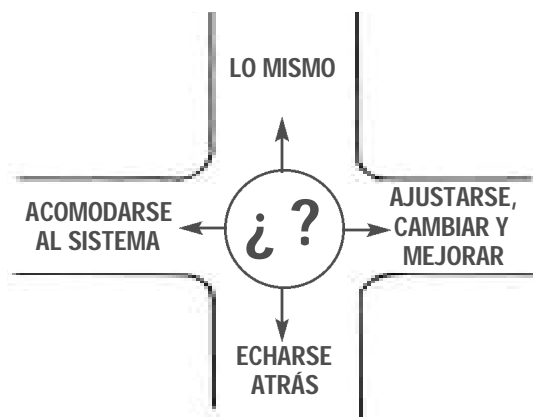 LO MISMO
ACOMODARSE
AL SISTEMA
¿ ?
AJUSTARSE,
CAMBIAR Y
MEJORAR
ECHARSE
ATRÁS